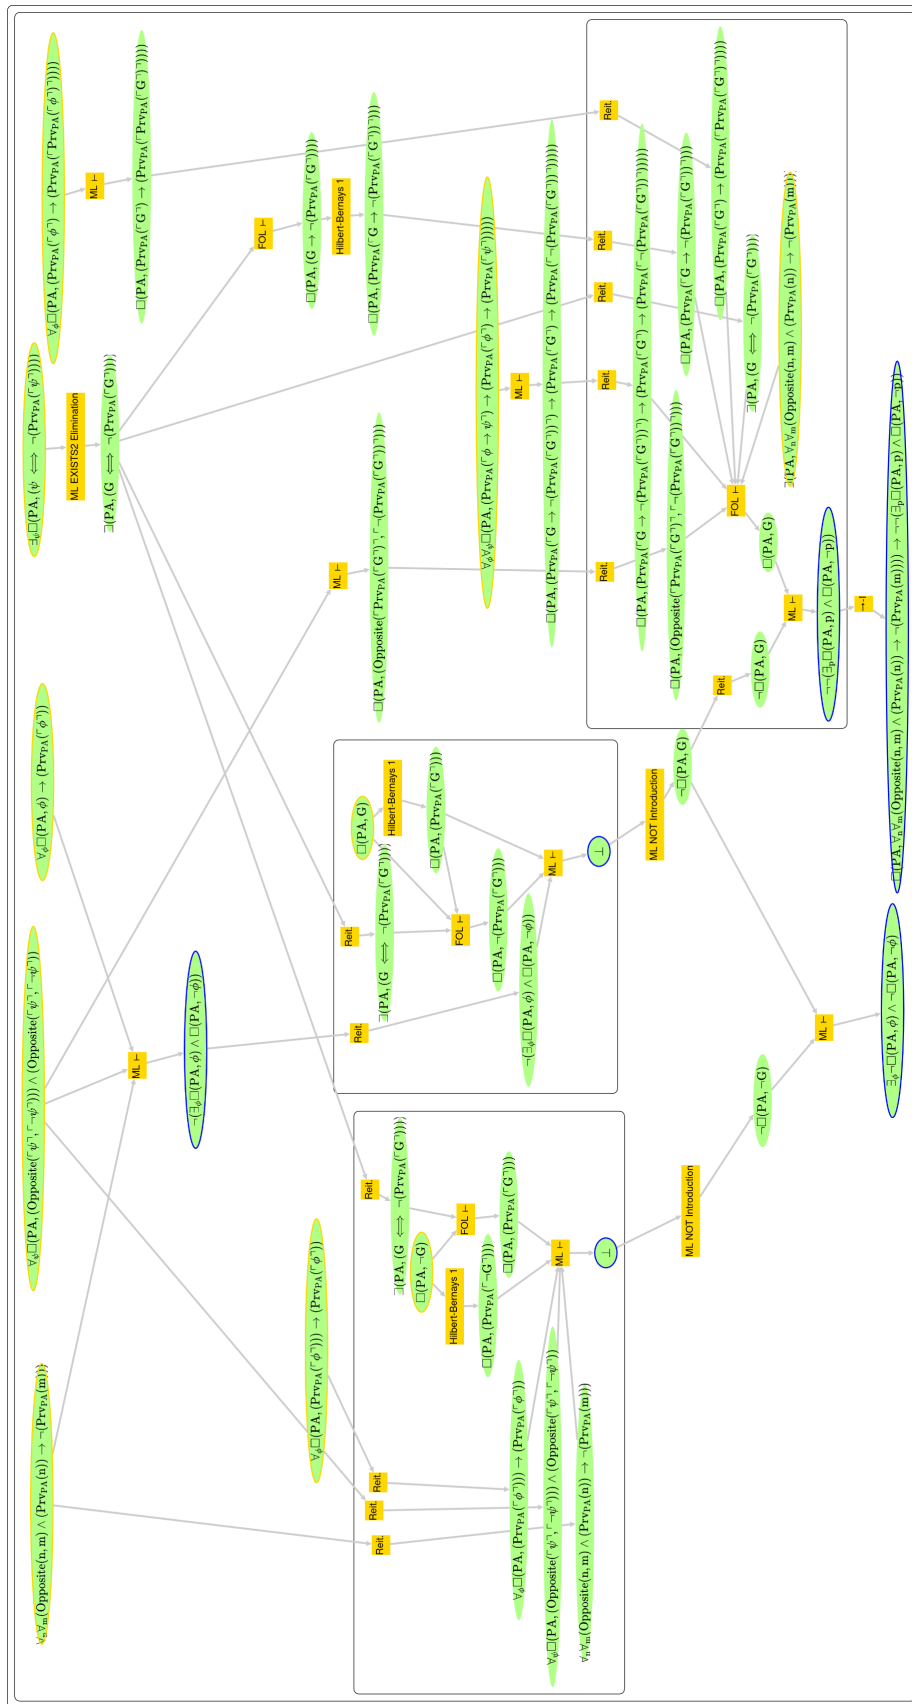 ∀ₙ∀ₘ(Opposite(n, m) ∧ (Prv_PA(n)) → ¬(Prv_PA(m)))
∀ψ□(PA, (Opposite(⌜ψ⌝, ⌜¬ψ⌝))) ∧ (Opposite(⌜ψ⌝, ⌜¬ψ⌝))
∀φ□(PA, φ) → (Prv_PA(⌜φ⌝))
∃ψ□(PA, (ψ ⟺ ¬(Prv_PA(⌜ψ⌝))))
∀φ□(PA, (Prv_PA(⌜φ⌝) → (Prv_PA(⌜Prv_PA(⌜φ⌝)⌝))))
ML EXISTS2 Elimination
ML ⊢
□(PA, (G ⟺ ¬(Prv_PA(⌜G⌝))))
ML ⊢
□(PA, (Prv_PA(⌜G⌝) → (Prv_PA(⌜Prv_PA(⌜G⌝)⌝))))
¬(∃φ□(PA, φ) ∧ □(PA, ¬φ))
FOL ⊢
∀φ□(PA, (Prv_PA(⌜φ⌝))) → (Prv_PA(⌜φ⌝))
□(PA, (G → ¬(Prv_PA(⌜G⌝))))
ML ⊢
Hilbert-Bernays 1
□(PA, (Opposite(⌜Prv_PA(⌜G⌝)⌝, ⌜¬(Prv_PA(⌜G⌝))⌝)))
□(PA, (Prv_PA(⌜G → ¬(Prv_PA(⌜G⌝))⌝)))
Reit.
Reit.
Reit.
Reit.
Reit.
Reit.
□(PA, G)
□(PA, (G ⟺ ¬(Prv_PA(⌜G⌝))))
□(PA, (G ⟺ ¬(Prv_PA(⌜G⌝))))
Hilbert-Bernays 1
□(PA, ¬G)
□(PA, (Prv_PA(⌜G⌝)))
Hilbert-Bernays 1
FOL ⊢
FOL ⊢
□(PA, (Prv_PA(⌜¬G⌝)))
□(PA, (Prv_PA(⌜G⌝)))
□(PA, ¬(Prv_PA(⌜G⌝)))
∀φ∀ψ□(PA, (Prv_PA(⌜φ → ψ⌝) → (Prv_PA(⌜φ⌝) → (Prv_PA(⌜ψ⌝)))))
∀φ□(PA, (Prv_PA(⌜φ⌝))) → (Prv_PA(⌜φ⌝))
¬(∃φ□(PA, φ) ∧ □(PA, ¬φ))
ML ⊢
∀ψ□(PA, (Opposite(⌜ψ⌝, ⌜¬ψ⌝))) ∧ (Opposite(⌜ψ⌝, ⌜¬ψ⌝))
ML ⊢
ML ⊢
□(PA, (Prv_PA(⌜G → ¬(Prv_PA(⌜G⌝))⌝) → (Prv_PA(⌜G⌝) → (Prv_PA(⌜¬(Prv_PA(⌜G⌝))⌝)))))
∀ₙ∀ₘ(Opposite(n, m) ∧ (Prv_PA(n)) → ¬(Prv_PA(m)))
⊥
⊥
Reit.
Reit.
Reit.
Reit.
Reit.
ML NOT Introduction
□(PA, (Prv_PA(⌜G → ¬(Prv_PA(⌜G⌝))⌝) → (Prv_PA(⌜G⌝) → (Prv_PA(⌜¬(Prv_PA(⌜G⌝))⌝)))))
□(PA, (Opposite(⌜Prv_PA(⌜G⌝)⌝, ⌜¬(Prv_PA(⌜G⌝))⌝)))
¬□(PA, G)
□(PA, (Prv_PA(⌜G → ¬(Prv_PA(⌜G⌝))⌝)))
ML NOT Introduction
Reit.
□(PA, (Prv_PA(⌜G⌝) → (Prv_PA(⌜Prv_PA(⌜G⌝)⌝))))
FOL ⊢
□(PA, (G ⟺ ¬(Prv_PA(⌜G⌝))))
¬□(PA, ¬G)
¬□(PA, G)
□(PA, G)
□(PA, ∀ₙ∀ₘ(Opposite(n, m) ∧ (Prv_PA(n)) → ¬(Prv_PA(m)))
ML ⊢
ML ⊢
¬¬(∃ₚ□(PA, p) ∧ □(PA, ¬p))
→-I
∃φ¬□(PA, φ) ∧ ¬□(PA, ¬φ)
□(PA, ∀ₙ∀ₘ(Opposite(n, m) ∧ (Prv_PA(n)) → ¬(Prv_PA(m)))) → ¬¬(∃ₚ□(PA, p) ∧ □(PA, ¬p))